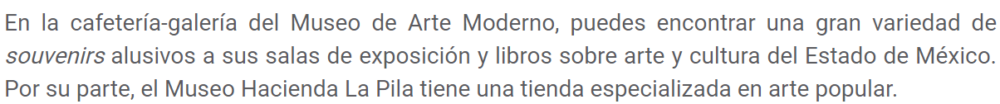 En la cafetería-galería del Museo de Arte Moderno, puedes encontrar una gran variedad de
souvenirs alusivos a sus salas de exposición y libros sobre arte y cultura del Estado de México.
Por su parte, el Museo Hacienda La Pila tiene una tienda especializada en arte popular.